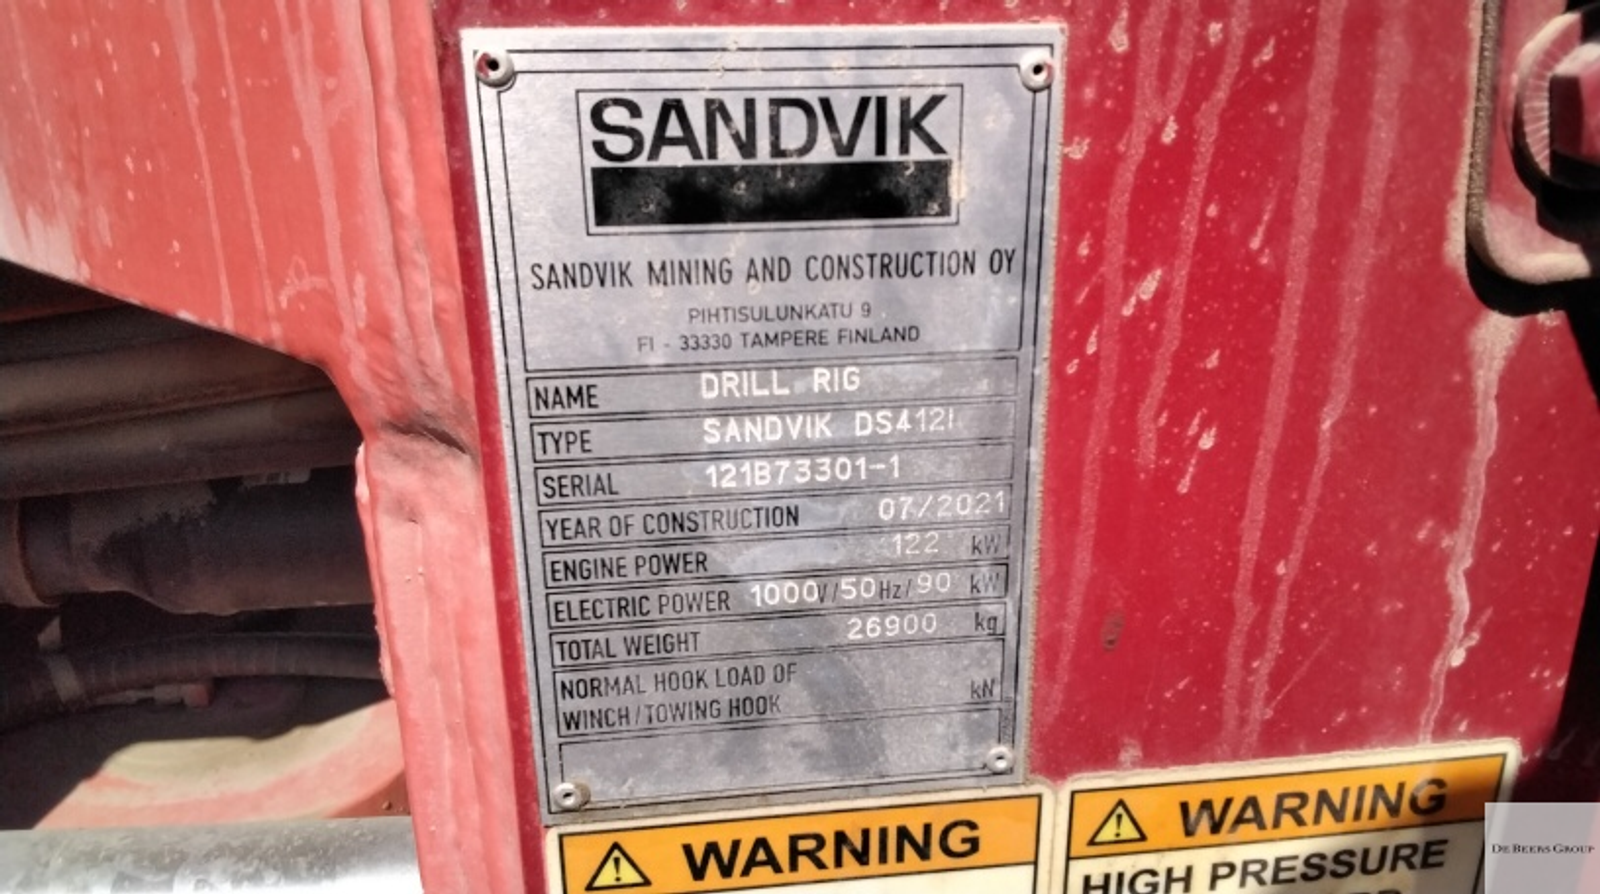 SANDVIK
SANDVIK MINING AND CONSTRUCTION OY
PIHTISULUNKATU 9
FI - 33330 TAMPERE FINLAND
NAME DRILL RIG
TYPE SANDVIK DS412I
SERIAL 121B73301-1
YEAR OF CONSTRUCTION 07/2021
ENGINE POWER 122 kW
ELECTRIC POWER 1000V/50Hz/90 kW
TOTAL WEIGHT 26900 kg
NORMAL HOOK LOAD OF
WINCH/TOWING HOOK kN
WARNING
WARNING
HIGH PRESSURE
DE BEERS GROUP